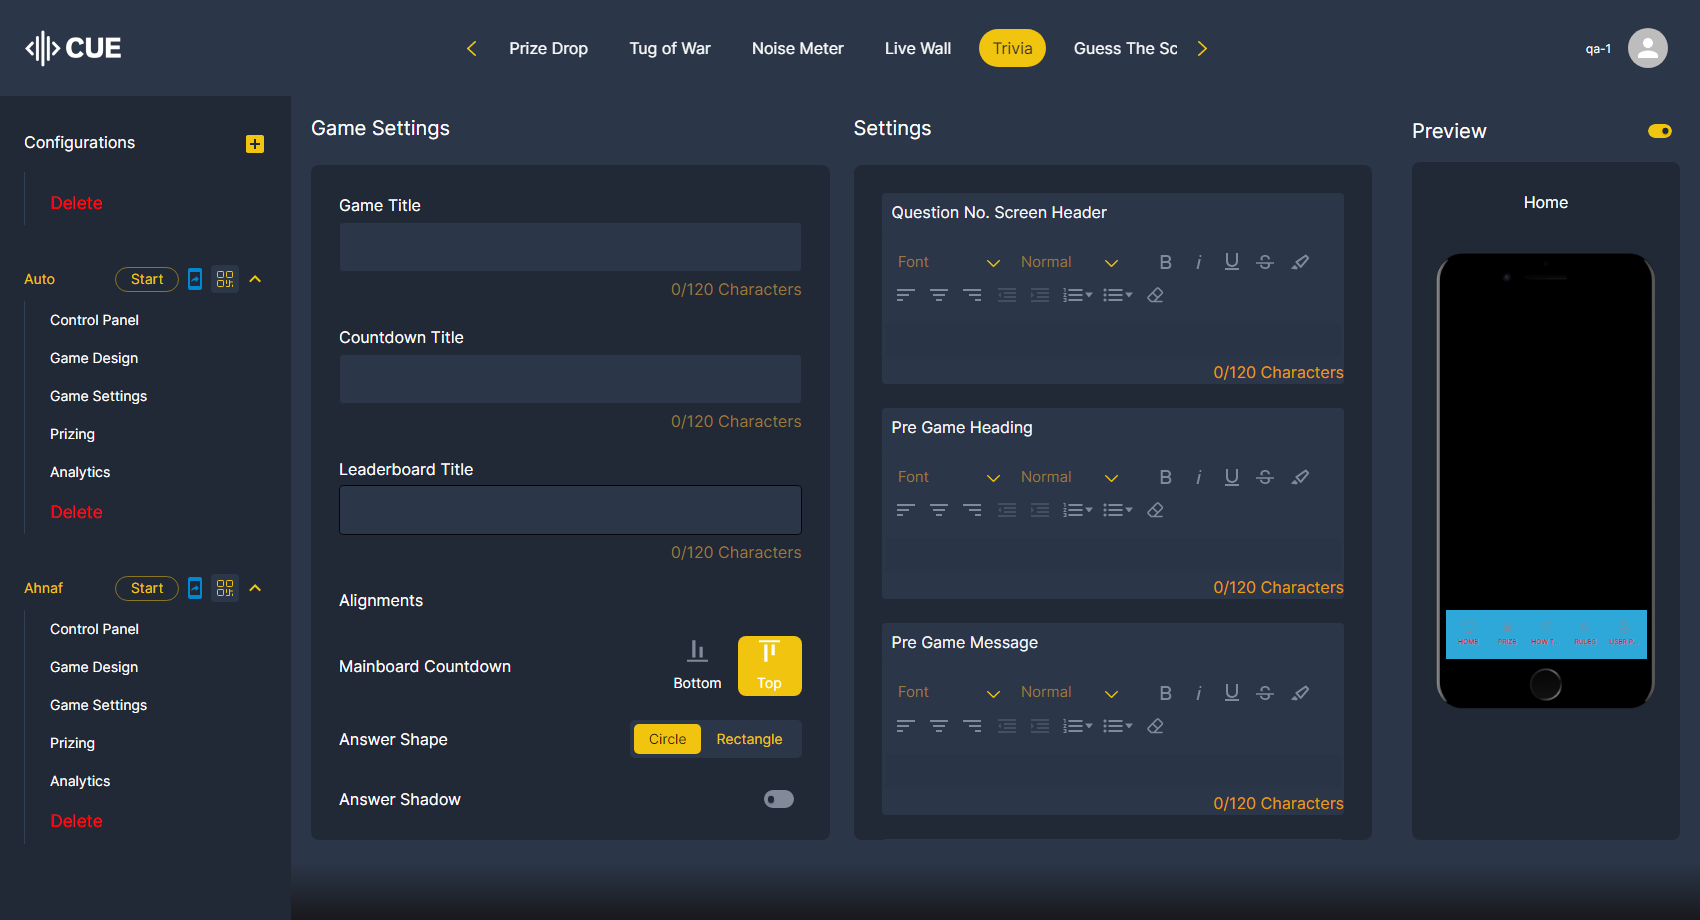 CUE
Prize Drop
Tug of War
Noise Meter
Live Wall
Trivia
Guess The Sc
qa-1
Configurations
Delete
Auto
Start
Control Panel
Game Design
Game Settings
Prizing
Analytics
Delete
Ahnaf
Start
Control Panel
Game Design
Game Settings
Prizing
Analytics
Delete
Game Settings
Game Title
0/120 Characters
Countdown Title
0/120 Characters
Leaderboard Title
0/120 Characters
Alignments
Mainboard Countdown
Bottom
Top
Answer Shape
Circle
Rectangle
Answer Shadow
Settings
Question No. Screen Header
Font
Normal
0/120 Characters
Pre Game Heading
Font
Normal
0/120 Characters
Pre Game Message
Font
Normal
0/120 Characters
Preview
Home
HOME
PRIZE
HOW T...
RULES
USER P...